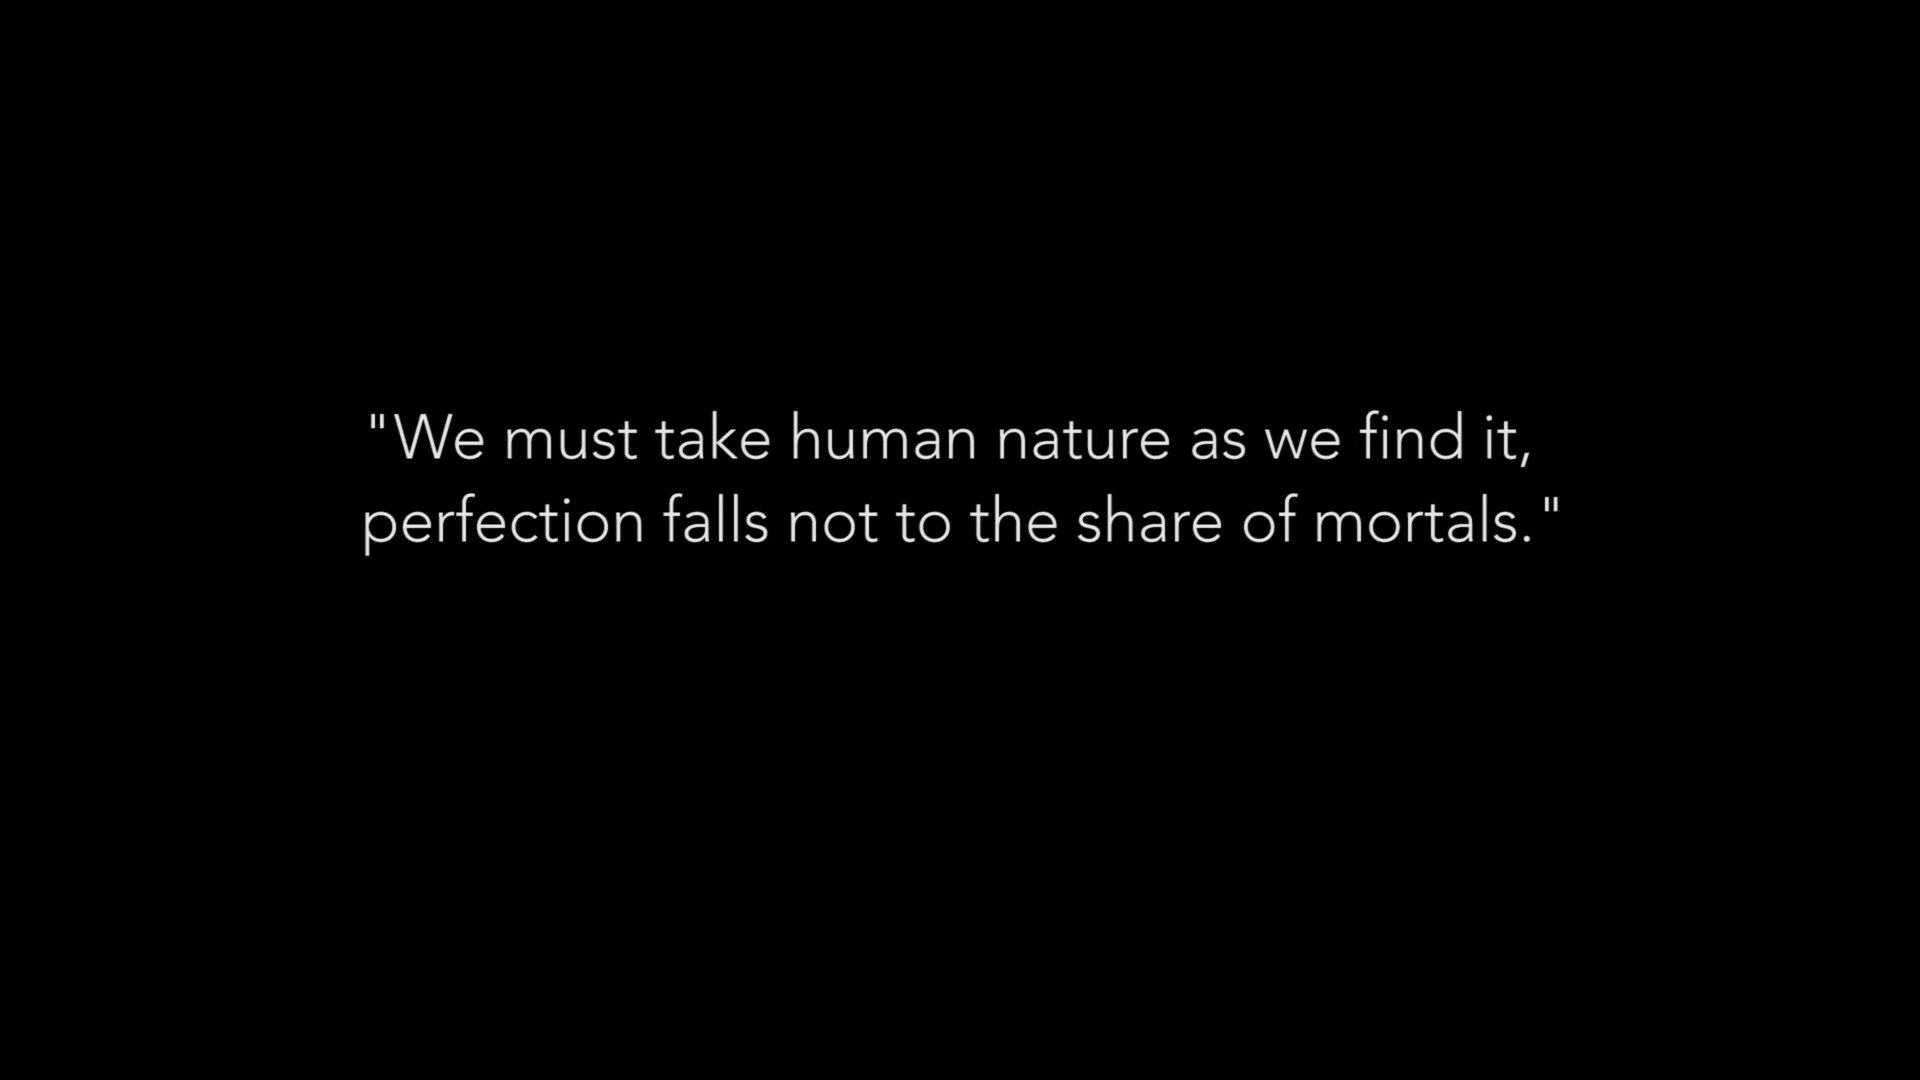 "We must take human nature as we find it,
perfection falls not to the share of mortals."